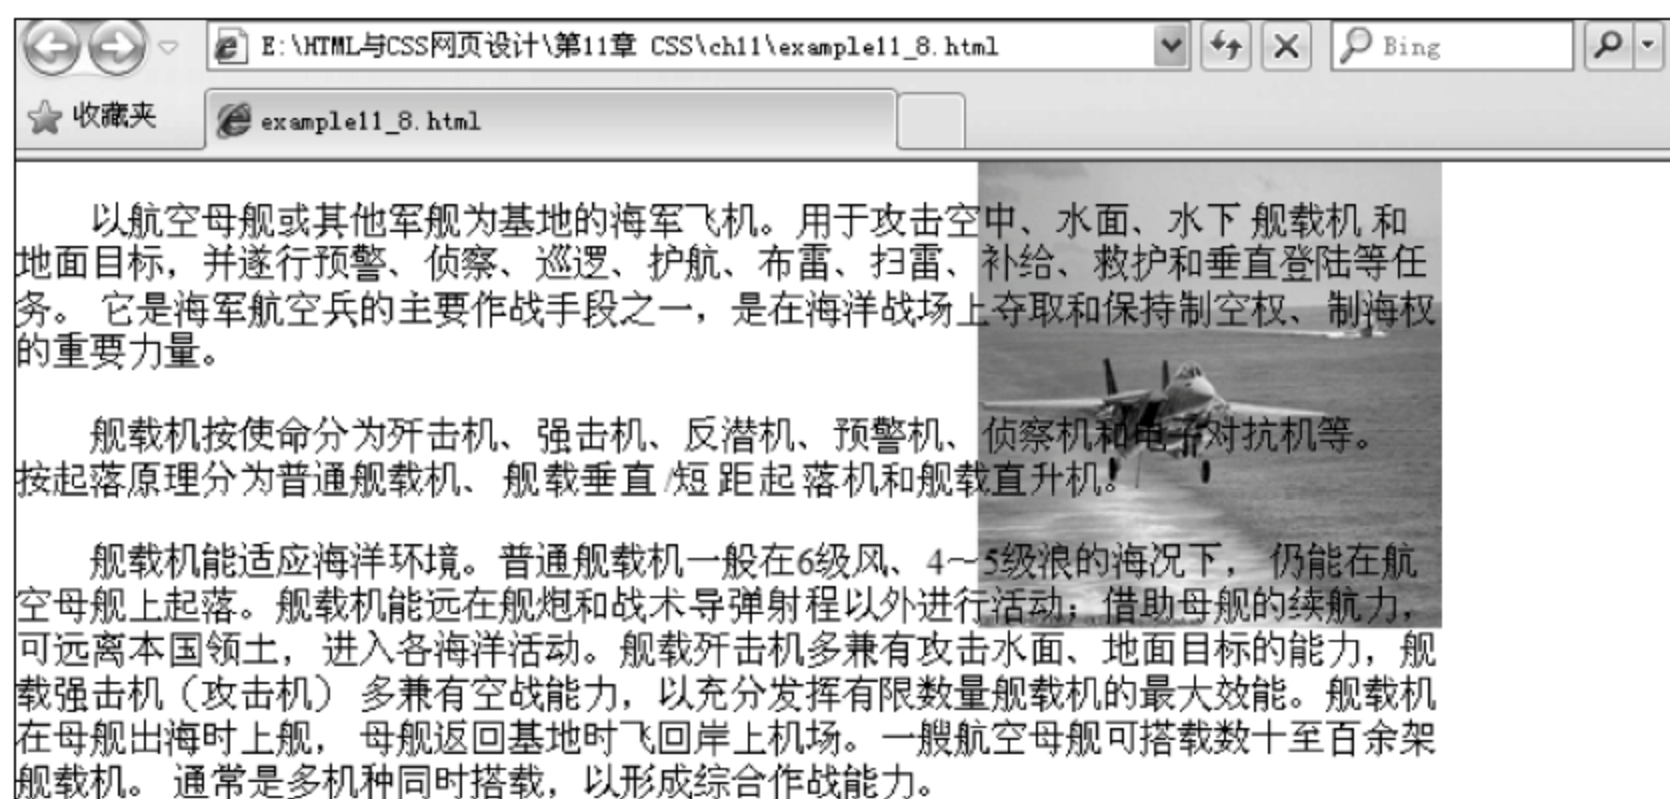 E:\HTML与CSS网页设计\第11章 CSS\ch11\example11_8.html
Bing
收藏夹
example11_8.html
以航空母舰或其他军舰为基地的海军飞机。用于攻击空中、水面、水下 舰载机 和
地面目标，并遂行预警、侦察、巡逻、护航、布雷、扫雷、补给、救护和垂直登陆等任
务。 它是海军航空兵的主要作战手段之一，是在海洋战场上夺取和保持制空权、制海权
的重要力量。
舰载机按使命分为歼击机、强击机、反潜机、预警机、侦察机和电子对抗机等。
按起落原理分为普通舰载机、舰载垂直/短距起落机和舰载直升机。
舰载机能适应海洋环境。普通舰载机一般在6级风、4～5级浪的海况下， 仍能在航
空母舰上起落。舰载机能远在舰炮和战术导弹射程以外进行活动；借助母舰的续航力，
可远离本国领土，进入各海洋活动。舰载歼击机多兼有攻击水面、地面目标的能力，舰
载强击机（攻击机） 多兼有空战能力，以充分发挥有限数量舰载机的最大效能。舰载机
在母舰出海时上舰， 母舰返回基地时飞回岸上机场。一艘航空母舰可搭载数十至百余架
舰载机。 通常是多机种同时搭载，以形成综合作战能力。